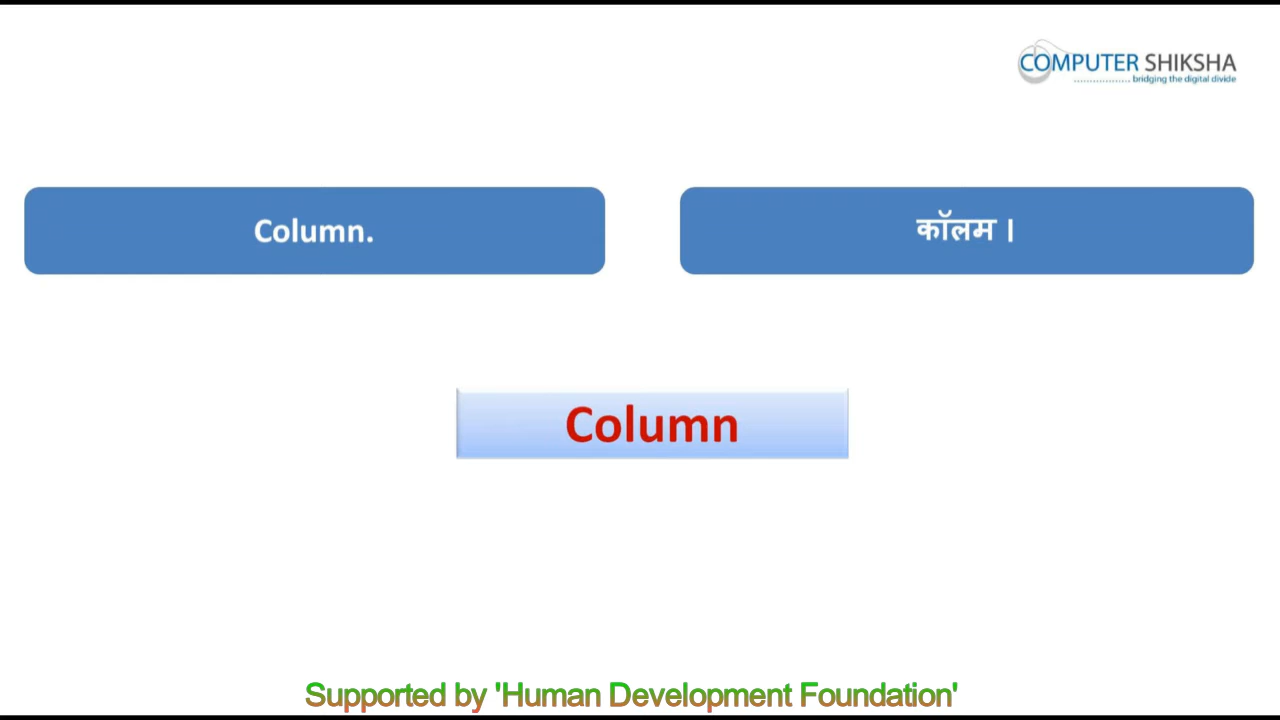 COMPUTER SHIKSHA
.................. bridging the digital divide
Column.
कॉलम ।
Column
Supported by 'Human Development Foundation'